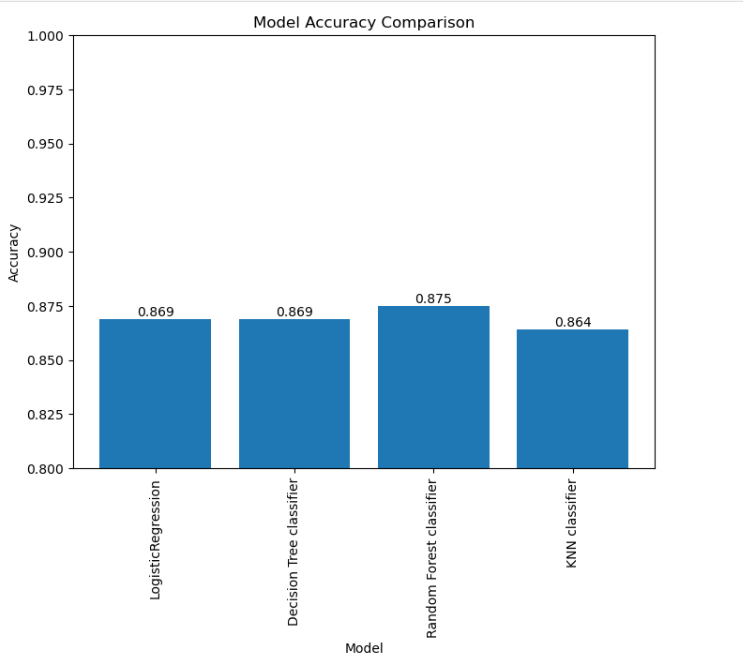 Model Accuracy Comparison
1.000
0.975
0.950
0.925
0.900
0.875
0.850
0.825
0.800
Accuracy
0.869
0.869
0.875
0.864
LogisticRegression
Decision Tree classifier
Random Forest classifier
KNN classifier
Model